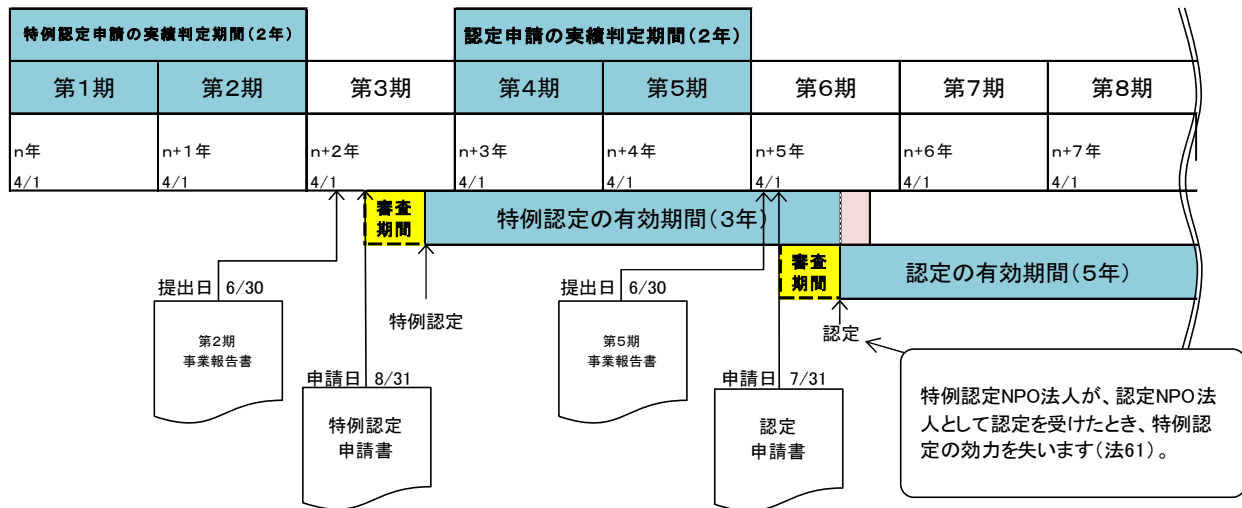 特例認定申請の実績判定期間(2年)
認定申請の実績判定期間(2年)
第1期
第2期
第3期
第4期
第5期
第6期
第7期
第8期
n年
n+1年
n+2年
n+3年
n+4年
n+5年
n+6年
n+7年
4/1
4/1
4/1
4/1
4/1
4/1
4/1
4/1
審査
期間
特例認定の有効期間(3年)
審査
期間
認定の有効期間(5年)
提出日 6/30
第2期
事業報告書
特例認定
申請日 8/31
特例認定
申請書
提出日 6/30
第5期
事業報告書
申請日 7/31
認定
申請書
認定
特例認定NPO法人が、認定NPO法
人として認定を受けたとき、特例認
定の効力を失います(法61)。